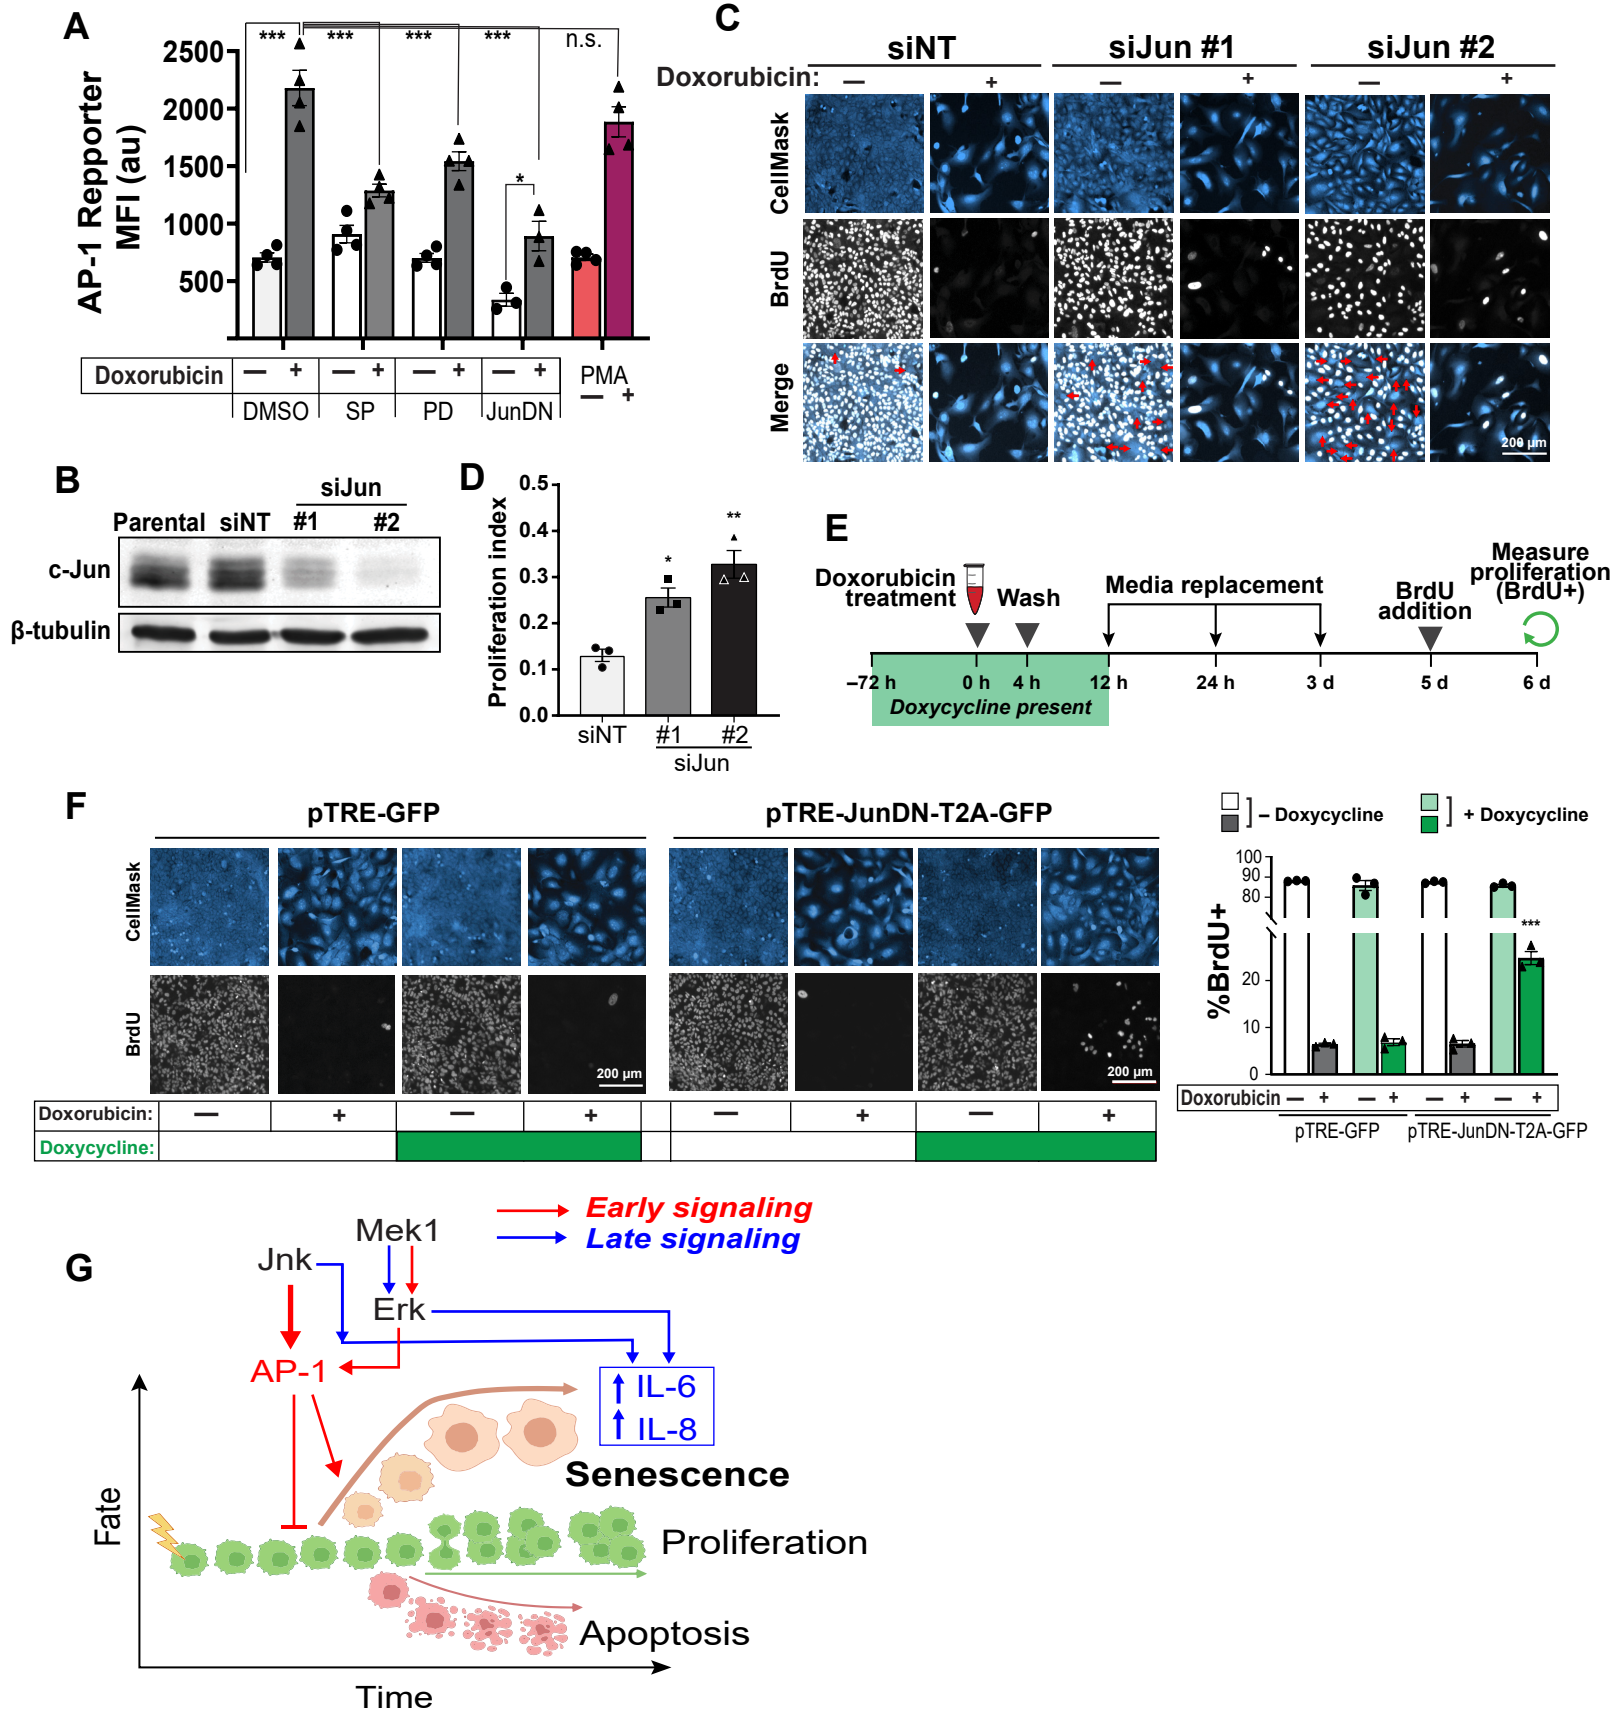 A
AP-1 Reporter
MFI (au)
2500
2000
1500
1000
500
*** *** *** *** n.s.
*
Doxorubicin — + — + — + — +
DMSO SP PD JunDN
PMA
— +
B
siJun
Parental siNT #1 #2
c-Jun
β-tubulin
C
siNT siJun #1 siJun #2
Doxorubicin: — + — + — +
CellMask
BrdU
Merge
200 µm
D
Proliferation index
0.5
0.4
0.3
0.2
0.1
0.0
* **
siNT #1 #2
siJun
E
Doxorubicin
treatment
Wash
Media replacement
BrdU
addition
Measure
proliferation
(BrdU+)
–72 h 0 h 4 h 12 h 24 h 3 d 5 d 6 d
Doxycycline present
F
pTRE-GFP pTRE-JunDN-T2A-GFP
CellMask
BrdU
200 µm 200 µm
Doxorubicin: — + — + — + — +
Doxycycline:
– Doxycycline + Doxycycline
%BrdU+
100
90
80
20
10
0
***
Doxorubicin — + — + — + — +
pTRE-GFP pTRE-JunDN-T2A-GFP
G
Early signaling
Late signaling
Mek1
Jnk
Erk
AP-1
IL-6
IL-8
Senescence
Proliferation
Apoptosis
Fate
Time